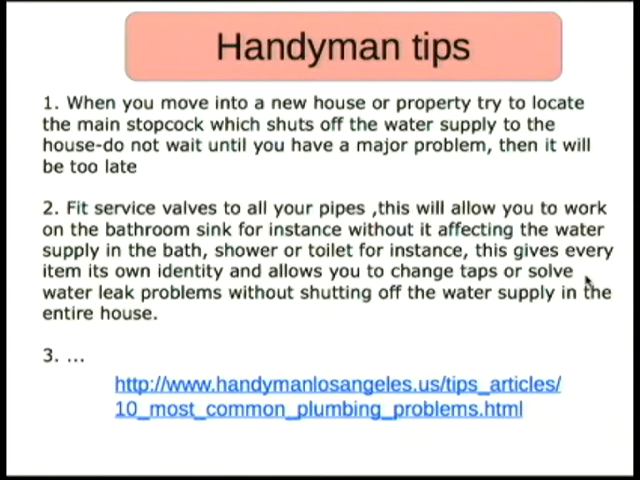 Handyman tips
1. When you move into a new house or property try to locate
the main stopcock which shuts off the water supply to the
house-do not wait until you have a major problem, then it will
be too late
2. Fit service valves to all your pipes ,this will allow you to work
on the bathroom sink for instance without it affecting the water
supply in the bath, shower or toilet for instance, this gives every
item its own identity and allows you to change taps or solve
water leak problems without shutting off the water supply in the
entire house.
3. ...
http://www.handymanlosangeles.us/tips_articles/
10_most_common_plumbing_problems.html